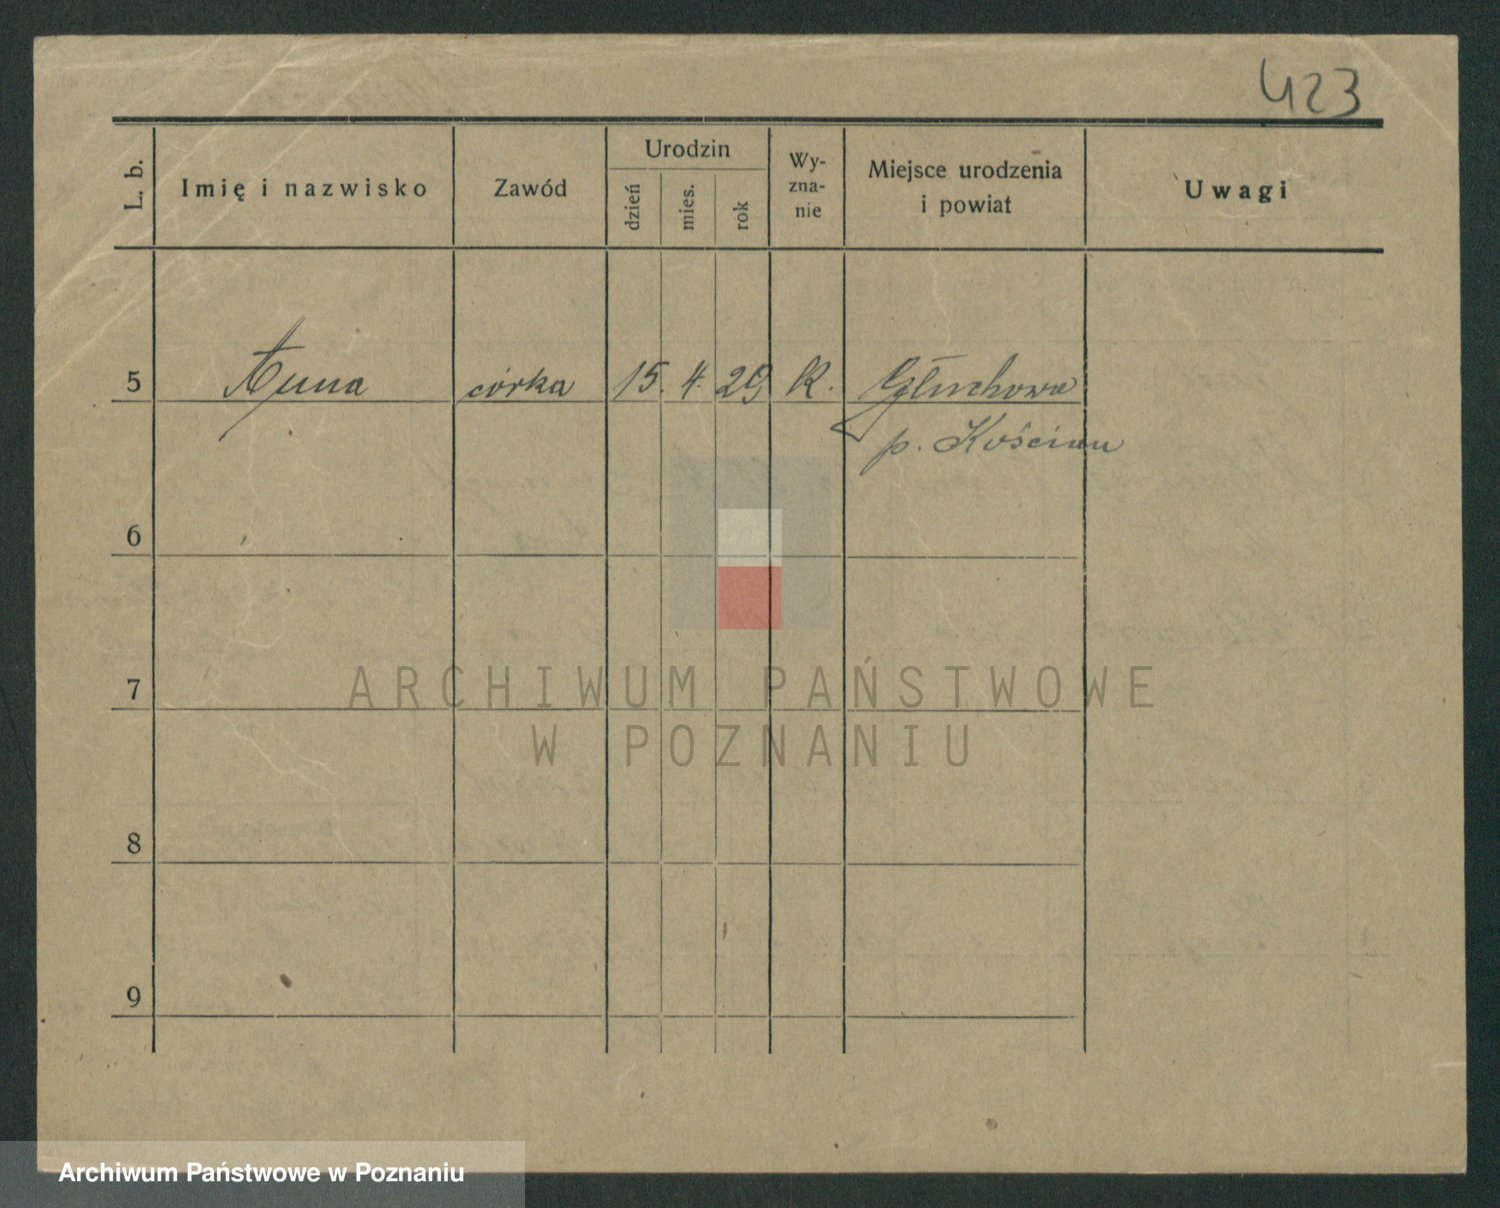 423
L. b.
Imię i nazwisko
Zawód
Urodzin
dzień
mies.
rok
Wy-
zna-
nie
Miejsce urodzenia
i powiat
Uwagi
5 Anna córka 15. 4. 29 K. Głuchowo
p. Kościan
6
7
8
9
ARCHIWUM PAŃSTWOWE
W POZNANIU
Archiwum Państwowe w Poznaniu